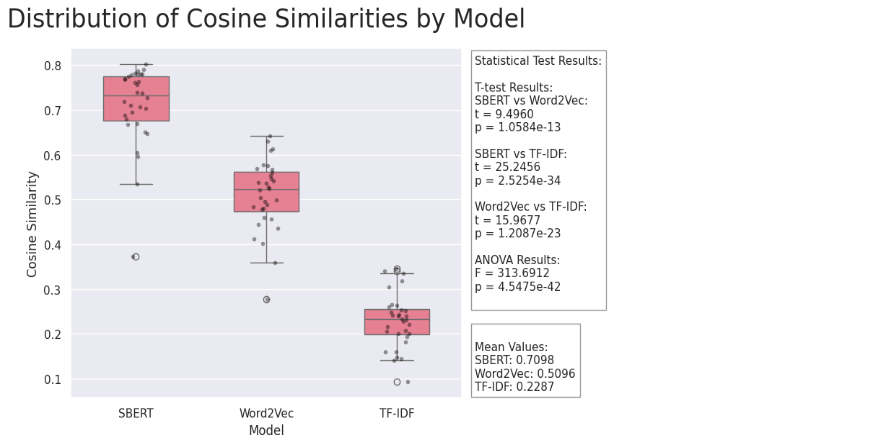 Distribution of Cosine Similarities by Model
Cosine Similarity
0.8
0.7
0.6
0.5
0.4
0.3
0.2
0.1
SBERT
Word2Vec
TF-IDF
Model
Statistical Test Results:
T-test Results:
SBERT vs Word2Vec:
t = 9.4960
p = 1.0584e-13
SBERT vs TF-IDF:
t = 25.2456
p = 2.5254e-34
Word2Vec vs TF-IDF:
t = 15.9677
p = 1.2087e-23
ANOVA Results:
F = 313.6912
p = 4.5475e-42
Mean Values:
SBERT: 0.7098
Word2Vec: 0.5096
TF-IDF: 0.2287